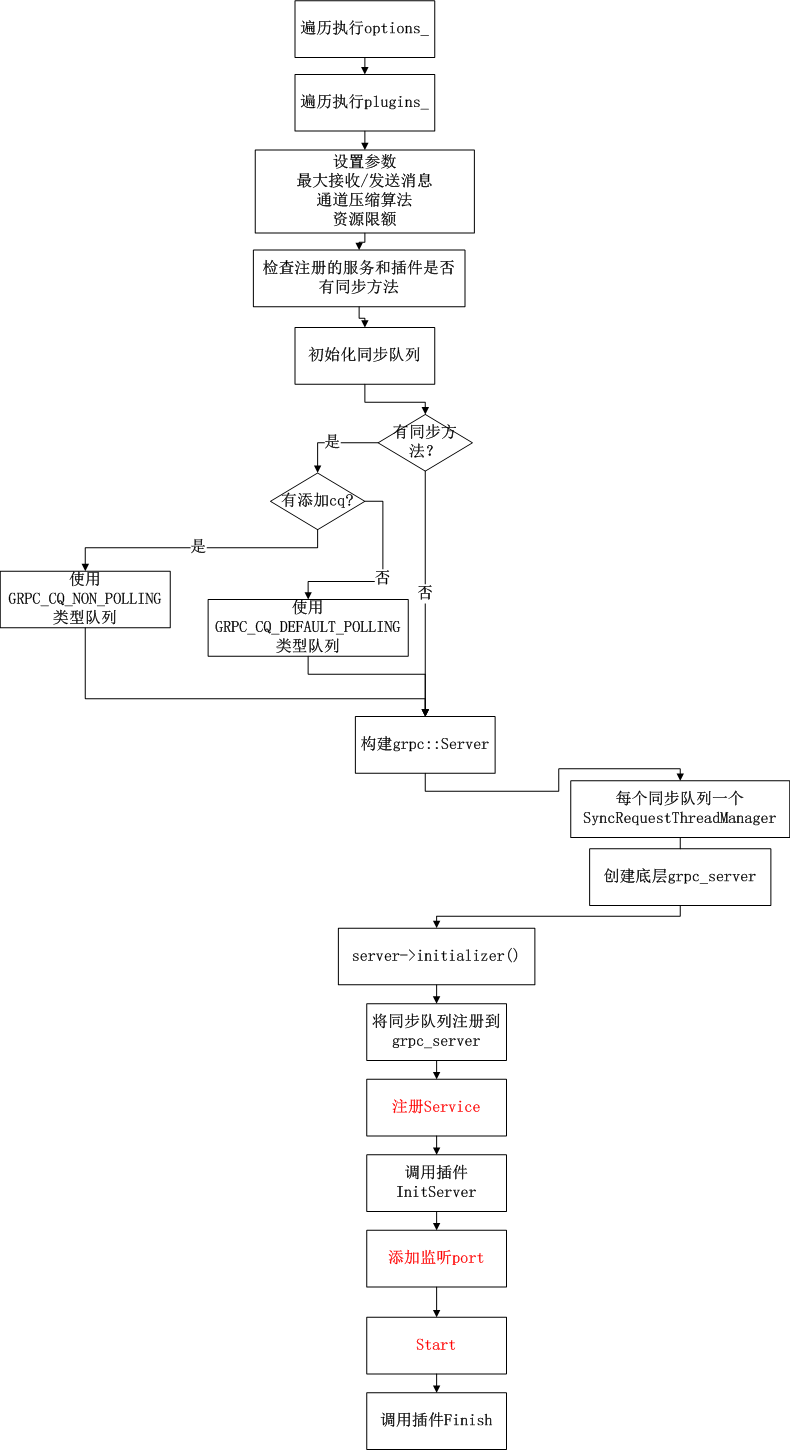 遍历执行options_
遍历执行plugins_
设置参数
最大接收/发送消息
通道压缩算法
资源限额
检查注册的服务和插件是否
有同步方法
初始化同步队列
有同步方
法?
是
有添加cq?
是
否
否
使用
GRPC_CQ_NON_POLLING
类型队列
使用
GRPC_CQ_DEFAULT_POLLING
类型队列
构建grpc::Server
每个同步队列一个
SyncRequestThreadManager
创建底层grpc_server
server->initializer()
将同步队列注册到
grpc_server
注册Service
调用插件
InitServer
添加监听port
Start
调用插件Finish